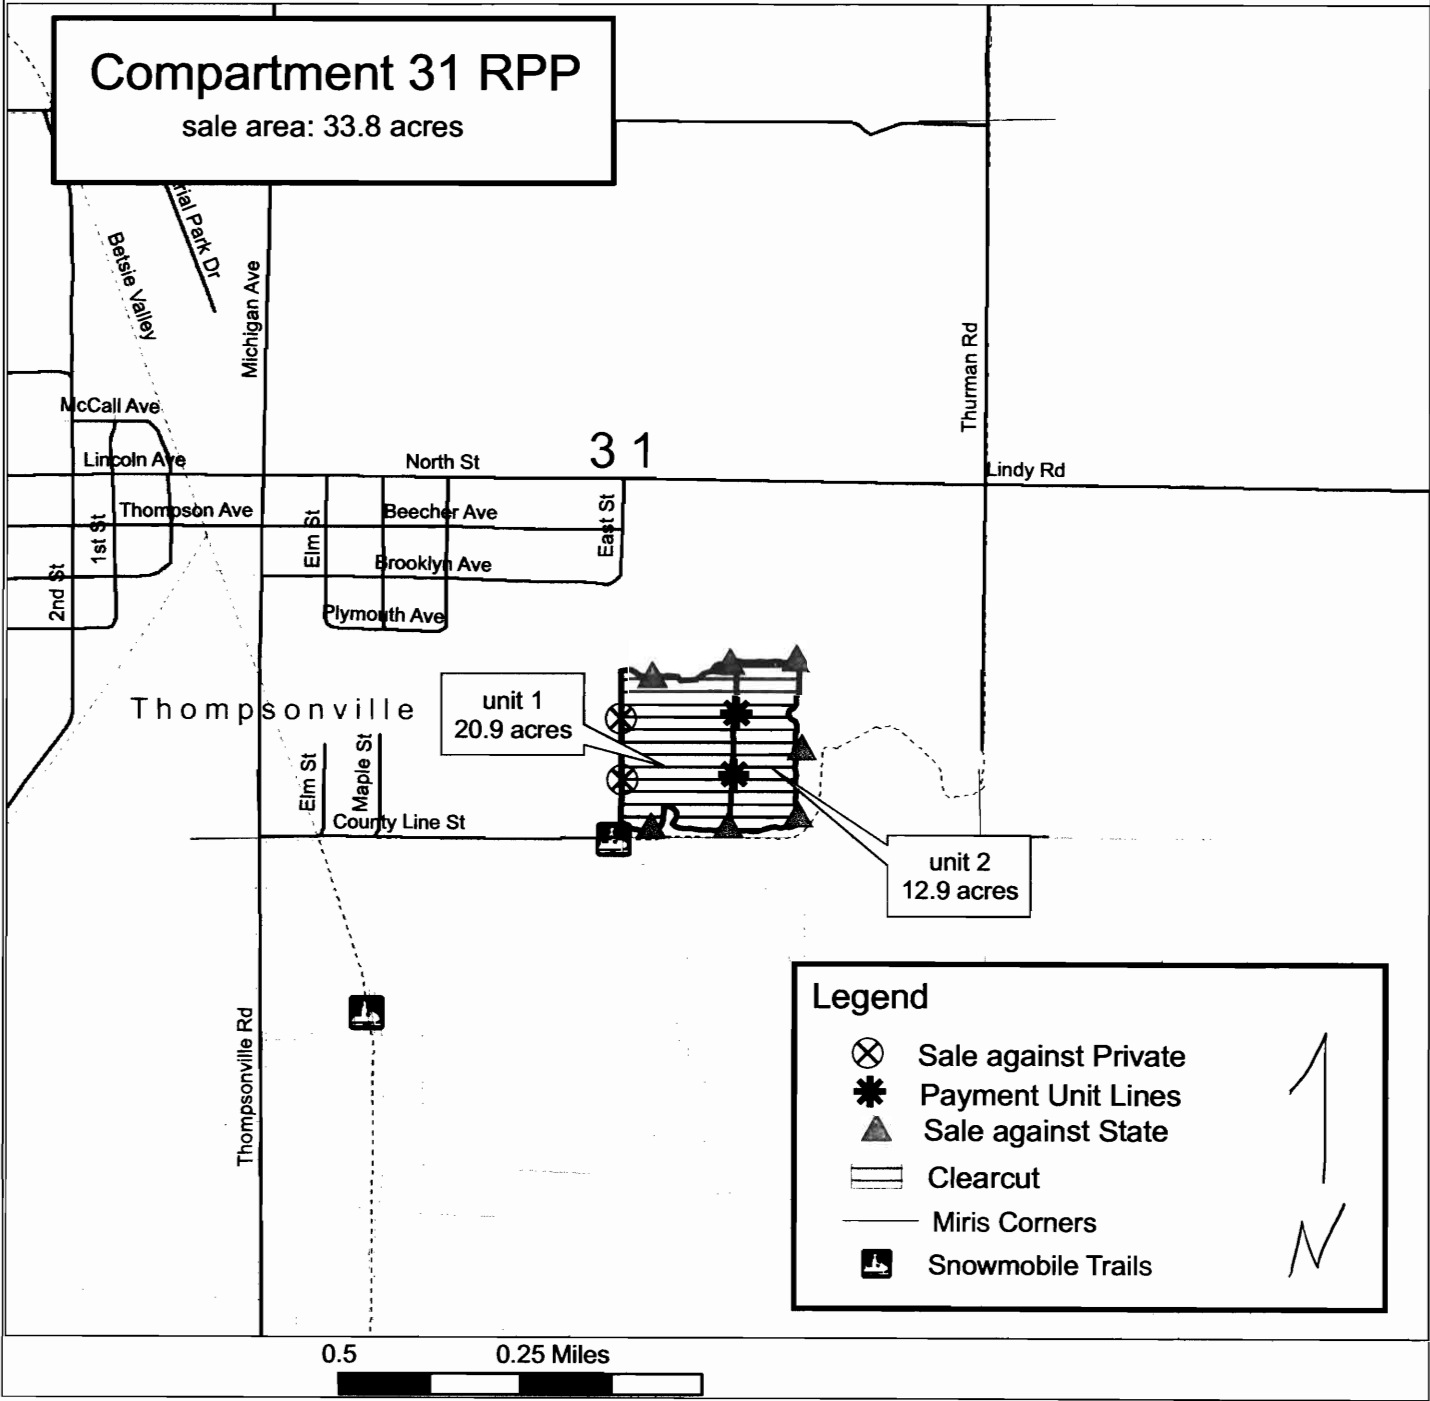 Compartment 31 RPP
sale area: 33.8 acres
rial Park Dr
Betsie Valley
Michigan Ave
Thurman Rd
McCall Ave
31
Lincoln Ave
North St
Lindy Rd
Thompson Ave
Beecher Ave
1st St
Elm St
East St
Brooklyn Ave
2nd St
Plymouth Ave
Thompsonville
unit 1
20.9 acres
Elm St
Maple St
County Line St
unit 2
12.9 acres
Thompsonville Rd
Legend
Sale against Private
Payment Unit Lines
Sale against State
Clearcut
Miris Corners
Snowmobile Trails
N
0.5 0.25 Miles